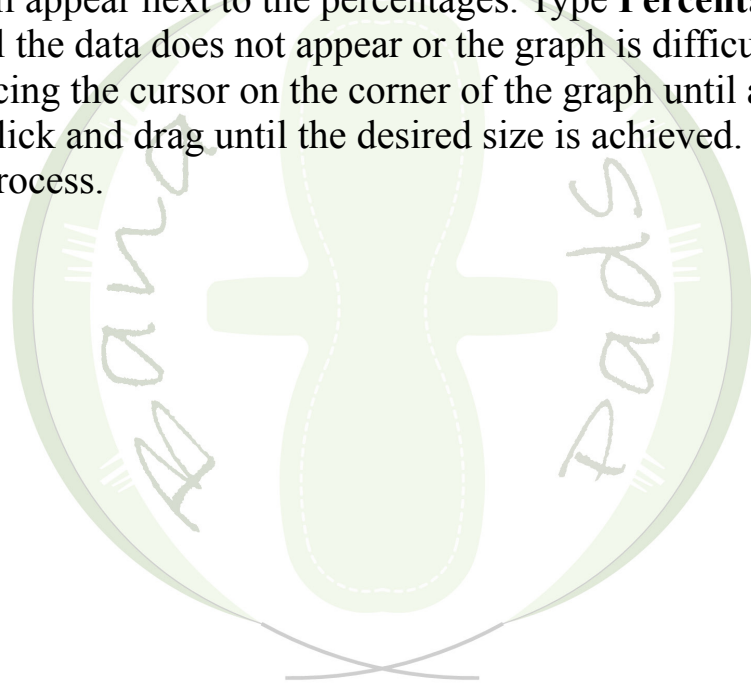 appear next to the percentages. Type Percent
the data does not appear or the graph is difficu
cing the cursor on the corner of the graph until a
lick and drag until the desired size is achieved.
rocess.
Bana
Pads